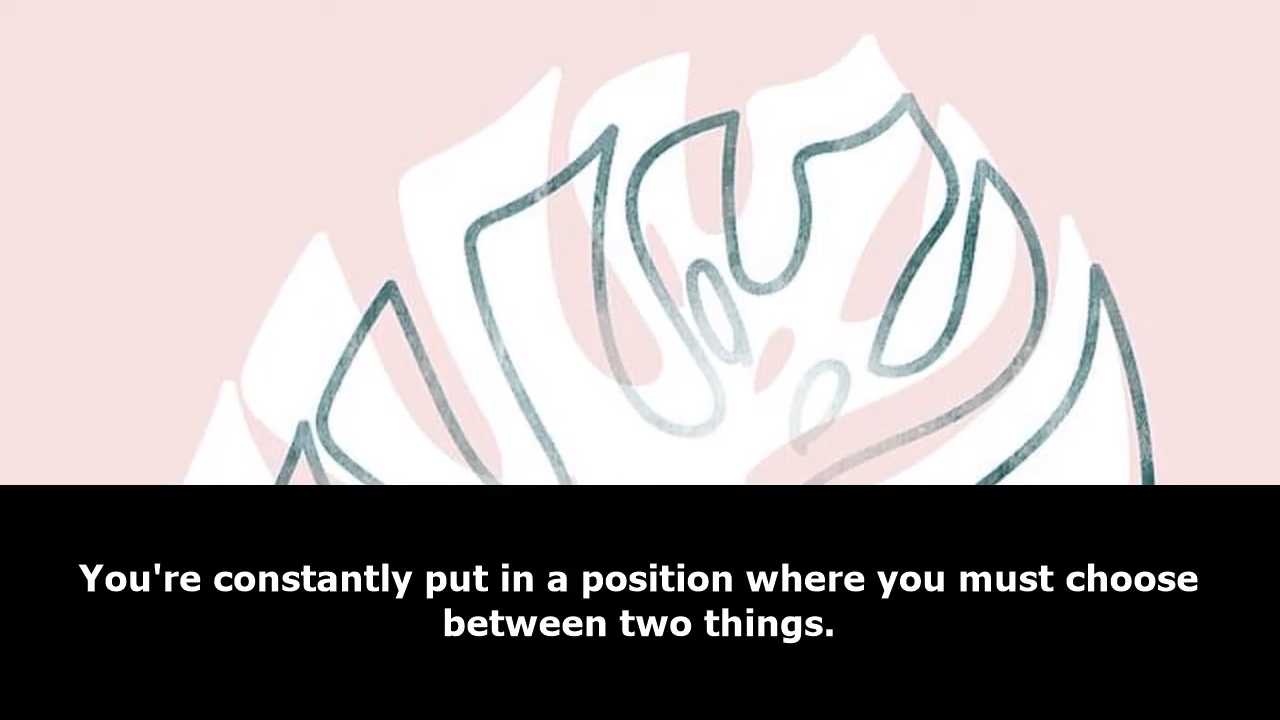 You're constantly put in a position where you must choose
between two things.